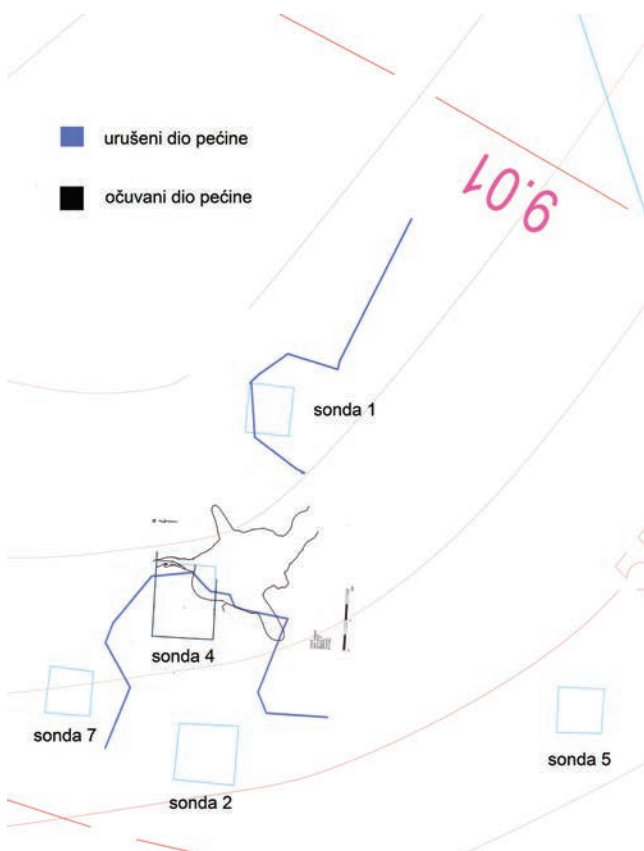 urušeni dio pećine
očuvani dio pećine
9.01
sonda 1
sonda 4
sonda 7
sonda 2
sonda 5